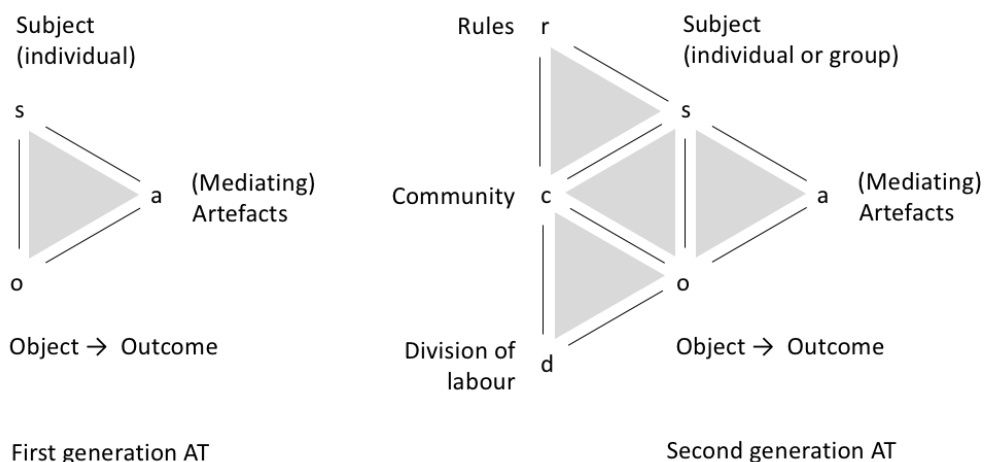 Subject
(individual)
s
a
(Mediating)
Artefacts
o
Object → Outcome
First generation AT
Rules
r
Subject
(individual or group)
s
Community
c
a
(Mediating)
Artefacts
o
Division of
labour
d
Object → Outcome
Second generation AT